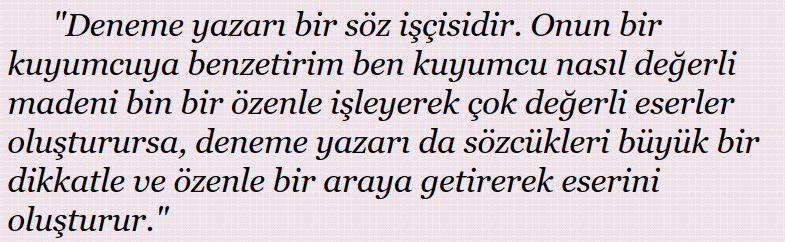 "Deneme yazarı bir söz işçisidir. Onun bir
kuyumcuya benzetirim ben kuyumcu nasıl değerli
madeni bin bir özenle işleyerek çok değerli eserler
oluşturursa, deneme yazarı da sözcükleri büyük bir
dikkatle ve özenle bir araya getirerek eserini
oluşturur."